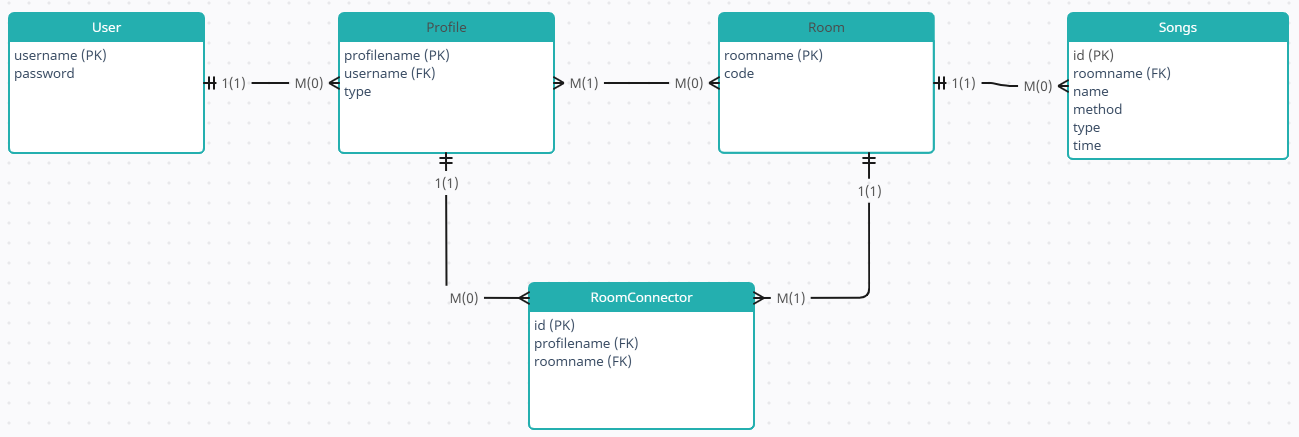 User
username (PK)
password
1(1)
M(0)
Profile
profilename (PK)
username (FK)
type
M(1)
M(0)
Room
roomname (PK)
code
1(1)
M(0)
Songs
id (PK)
roomname (FK)
name
method
type
time
1(1)
1(1)
M(0)
M(1)
RoomConnector
id (PK)
profilename (FK)
roomname (FK)